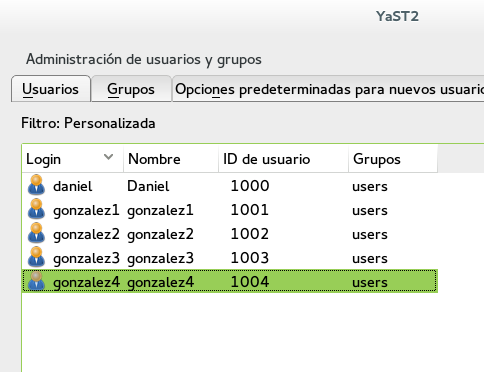 YaST2
Administración de usuarios y grupos
Usuarios Grupos Opciones predeterminadas para nuevos usuario
Filtro: Personalizada
Login Nombre ID de usuario Grupos
daniel Daniel 1000 users
gonzalez1 gonzalez1 1001 users
gonzalez2 gonzalez2 1002 users
gonzalez3 gonzalez3 1003 users
gonzalez4 gonzalez4 1004 users